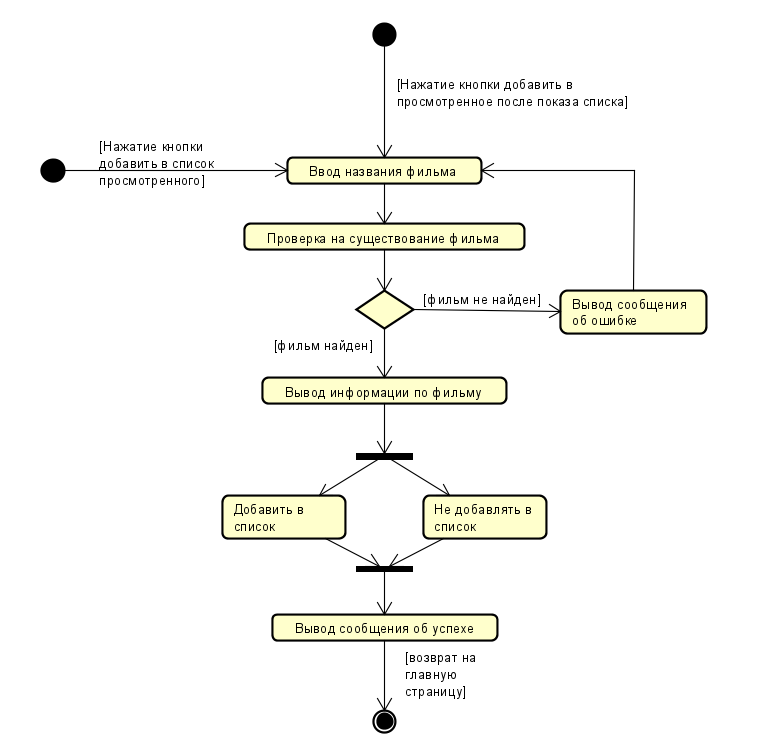 [Нажатие кнопки добавить в
просмотренное после показа списка]
[Нажатие кнопки
добавить в список
просмотренного]
Ввод названия фильма
Проверка на существование фильма
[фильм не найден]
Вывод сообщения
об ошибке
[фильм найден]
Вывод информации по фильму
Добавить в
список
Не добавлять в
список
Вывод сообщения об успехе
[возврат на
главную
страницу]